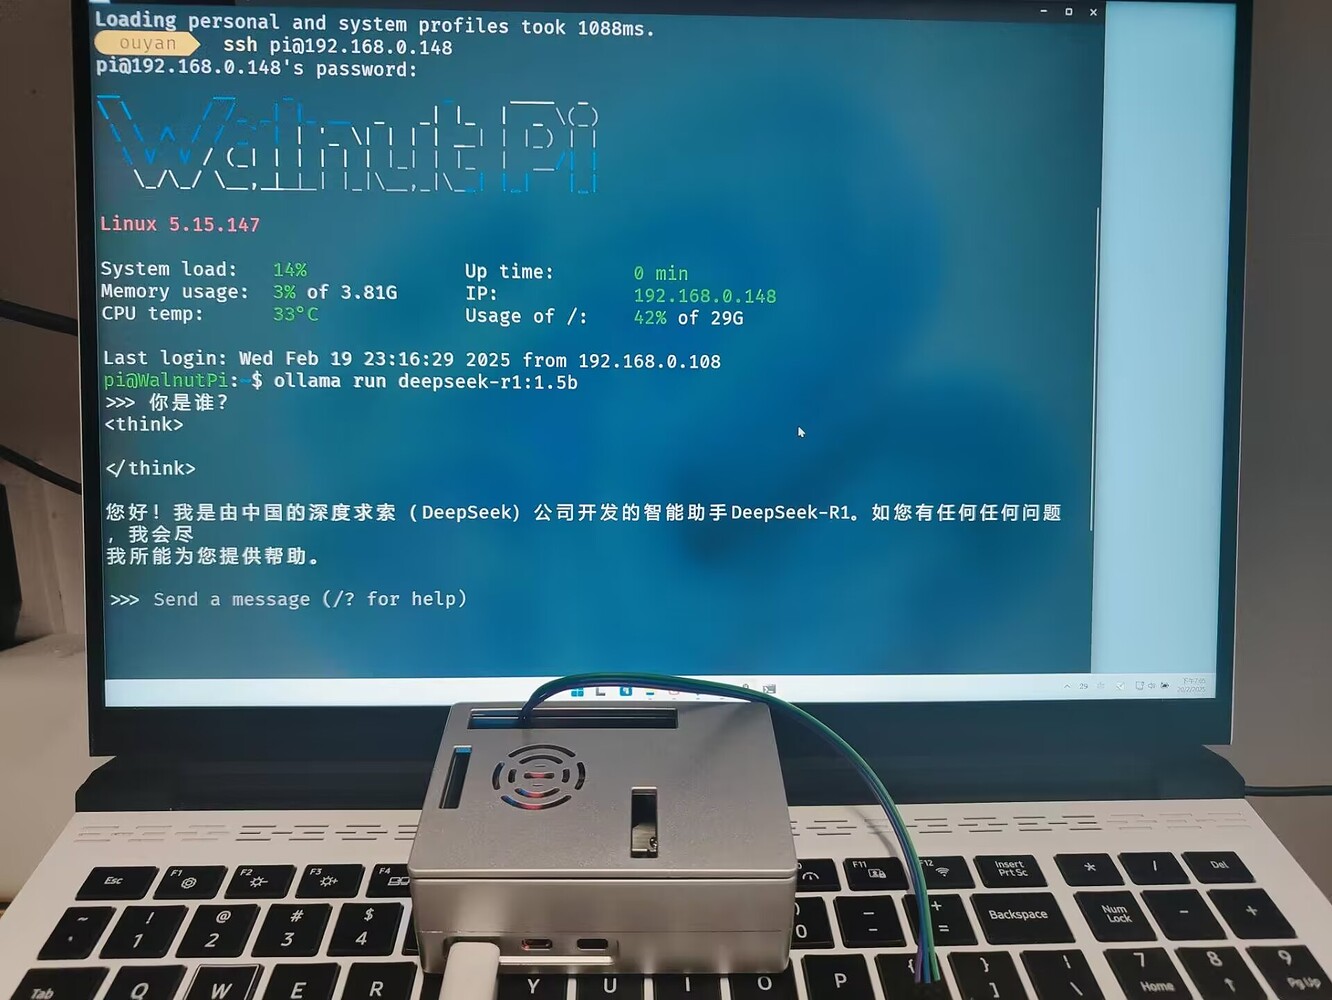 Loading personal and system profiles took 1088ms.
ouyan ssh pi@192.168.0.148
pi@192.168.0.148's password:
Walnut Pi
Linux 5.15.147
System load: 14% Up time: 0 min
Memory usage: 3% of 3.81G IP: 192.168.0.148
CPU temp: 33°C Usage of /: 42% of 29G
Last login: Wed Feb 19 23:16:29 2025 from 192.168.0.108
pi@WalnutPi:~$ ollama run deepseek-r1:1.5b
>>> 你是谁?
<think>
</think>
您好！我是由中国的深度求索（DeepSeek）公司开发的智能助手DeepSeek-R1。如您有任何任何问题
，我会尽
我所能为您提供帮助。
>>> Send a message (/? for help)
29
Esc F1 F2 F3 F4 F11 F12 Insert Prt Sc * / Del
~ ! 1 @ 2 # 3 $ 4 ) 0 _ - + = Backspace Num Lock - +
Tab Q W E R Y U I O P { [ } ] | \ 7 Home 8 9 PgUp